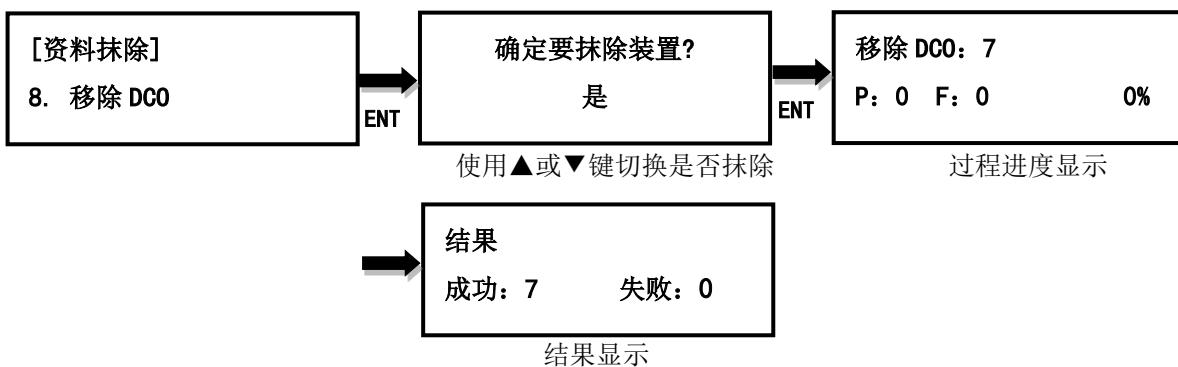 [资料抹除]
8. 移除 DCO
ENT
确定要抹除装置?
是
使用▲或▼键切换是否抹除
ENT
移除 DCO: 7
P: 0 F: 0 0%
过程进度显示
结果
成功: 7 失败: 0
结果显示